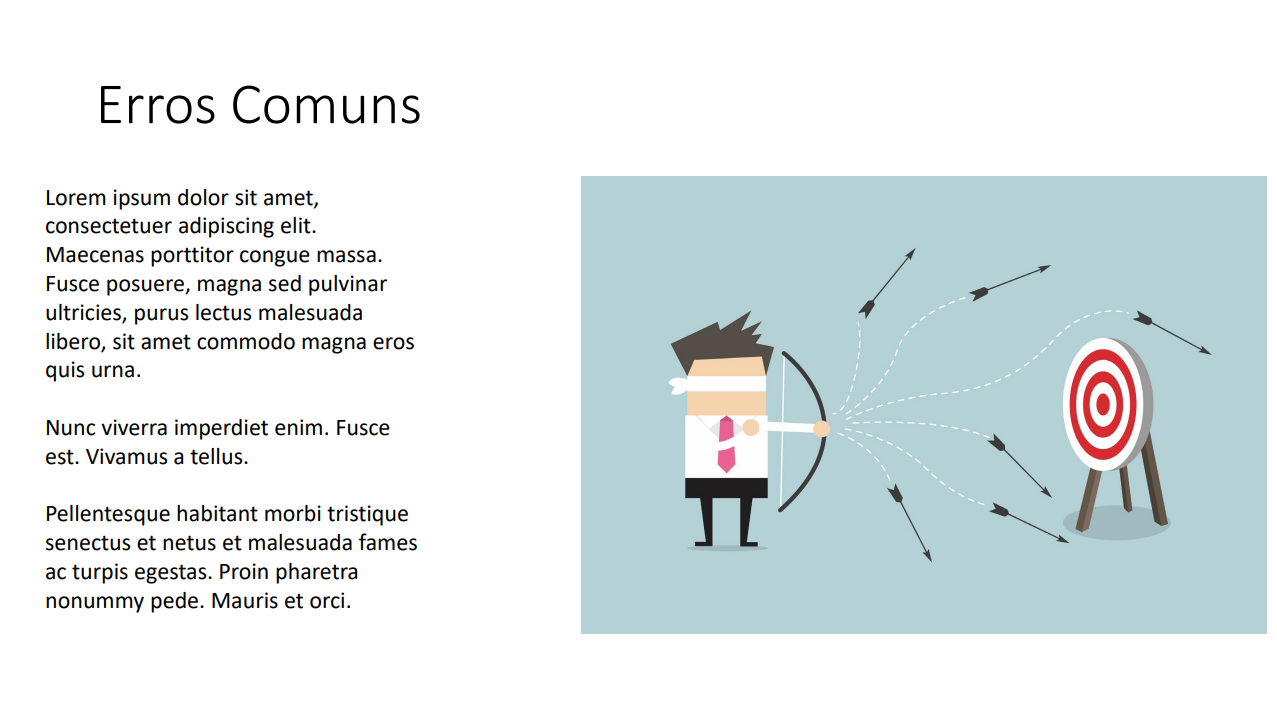 Erros Comuns
Lorem ipsum dolor sit amet,
consectetuer adipiscing elit.
Maecenas porttitor congue massa.
Fusce posuere, magna sed pulvinar
ultricies, purus lectus malesuada
libero, sit amet commodo magna eros
quis urna.
Nunc viverra imperdiet enim. Fusce
est. Vivamus a tellus.
Pellentesque habitant morbi tristique
senectus et netus et malesuada fames
ac turpis egestas. Proin pharetra
nonummy pede. Mauris et orci.